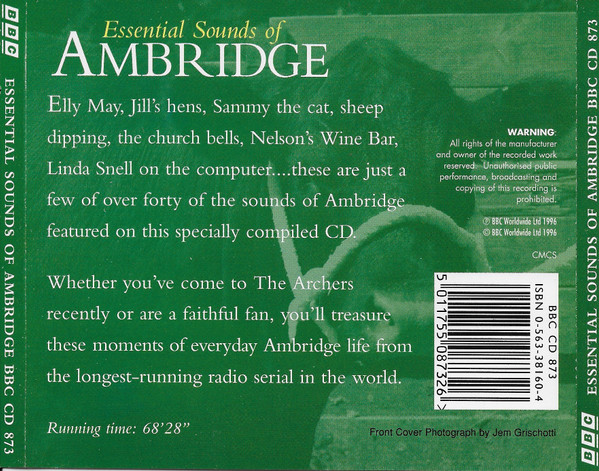 BBC ESSENTIAL SOUNDS OF AMBRIDGE BBC CD 873
Essential Sounds of
AMBRIDGE
Elly May, Jill's hens, Sammy the cat, sheep
dipping, the church bells, Nelson's Wine Bar,
Linda Snell on the computer....these are just a
few of over forty of the sounds of Ambridge
featured on this specially compiled CD.
Whether you've come to The Archers
recently or are a faithful fan, you'll treasure
these moments of everyday Ambridge life from
the longest-running radio serial in the world.
Running time: 68'28"
WARNING:
All rights of the manufacturer
and owner of the recorded work
reserved. Unauthorised public
performance, broadcasting and
copying of this recording is
prohibited.
℗ BBC Worldwide Ltd 1996
© BBC Worldwide Ltd 1996
CMCS
5 011755 087326 >
BBC CD 873
ISBN 0-563-38160-4
Front Cover Photograph by Jem Grischotti
BBC ESSENTIAL SOUNDS OF AMBRIDGE BBC CD 873